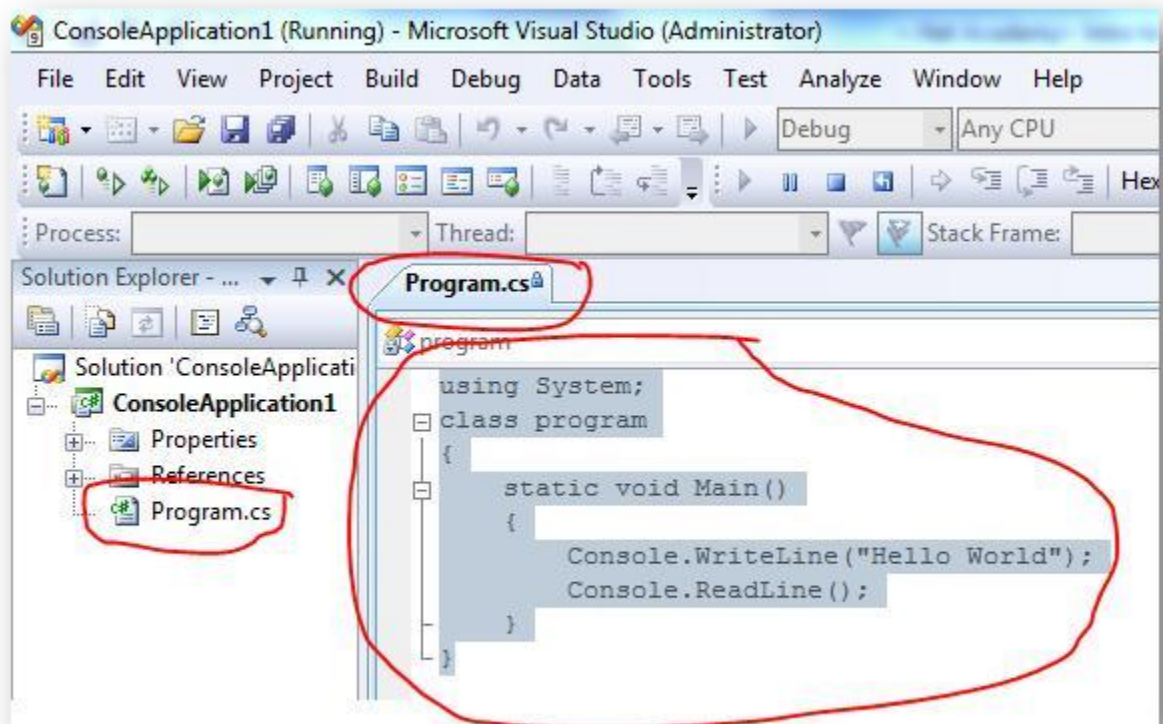 ConsoleApplication1 (Running) - Microsoft Visual Studio (Administrator)
File Edit View Project Build Debug Data Tools Test Analyze Window Help
Debug Any CPU
Hex
Process: Thread: Stack Frame:
Solution Explorer - ...
Program.cs
program
Solution 'ConsoleApplicati
ConsoleApplication1
Properties
References
Program.cs
using System;
class program
{
static void Main()
{
Console.WriteLine("Hello World");
Console.ReadLine();
}
}